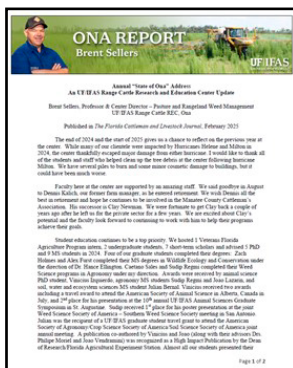 ONA REPORT
Brent Sellers
UF/IFAS
Annual "State of Ona" Address
An UF/IFAS Range Cattle Research and Education Center Update
Brent Sellers, Professor & Center Director – Pasture and Rangeland Weed Management
UF/IFAS Range Cattle REC, Ona
Published in The Florida Cattleman and Livestock Journal, February 2025
The end of 2024 and the start of 2025 gives us a chance to reflect on the previous year at
the center. While many of our clientele were impacted by Hurricanes Helene and Milton in
2024, the center thankfully escaped major damage from either hurricane. I would like to thank all
of the students and staff who helped clean up the tree debris at the center following hurricane
Milton. We have several piles to burn and some minor cosmetic damage to buildings, but it
could have been much worse.
Faculty here at the center are supported by an amazing staff. We said goodbye in August
to Dennis Kalich, our former farm manager, as he entered retirement. We wish Dennis all the
best in retirement and hope he continues to be involved in the Manatee County Cattlemen's
Association. His successor is Clay Newman. We were fortunate to get Clay back a couple of
years after he left us for the private sector for a few years. We are excited about Clay's
potential and the faculty look forward to continuing to work with him to help their programs
achieve their goals.
Student education continues to be a top priority. We hosted 1 Veterans Florida
Agriculture Program intern, 2 undergraduate students, 7 short-term scholars and advised 5 PhD
and 9 MS students in 2024. Four of our graduate students completed their degrees: Zach
Holmes and Alex Furst completed their MS degrees in Wildlife Ecology and Conservation under
the direction of Dr. Hance Ellington. Caetano Sales and Sudip Regmi completed their Weed
Science programs in Agronomy under my direction. Awards were received by animal science
PhD student, Vinicius Izquierdo, agronomy MS students Sudip Regmi and Joao Lazarin, and
soil, water and ecosystem sciences MS student Julian Bernal. Vinicius received two awards
including a travel award to attend the American Society of Animal Science in Alberta, Canada in
July, and 2nd place for his presentation at the 10th annual UF/IFAS Animal Sciences Graduate
Symposium in St. Augustine. Sudip received 1st place for his poster presentation at the joint
Weed Science Society of America – Southern Weed Science Society meeting in San Antonio.
Julian was the recipient of a UF/IFAS graduate student travel grant to attend the American
Society of Agronomy/Crop Science Society of America/Soil Science Society of America joint
annual meeting. A publication co-authored by Vinicius and Joao (along with their advisors Drs.
Philipe Moriel and Joao Vendramini) was recognized as a High Impact Publication by the Dean
of Research/Florida Agricultural Experiment Station. Almost all our students presented their
Page 1 of 2